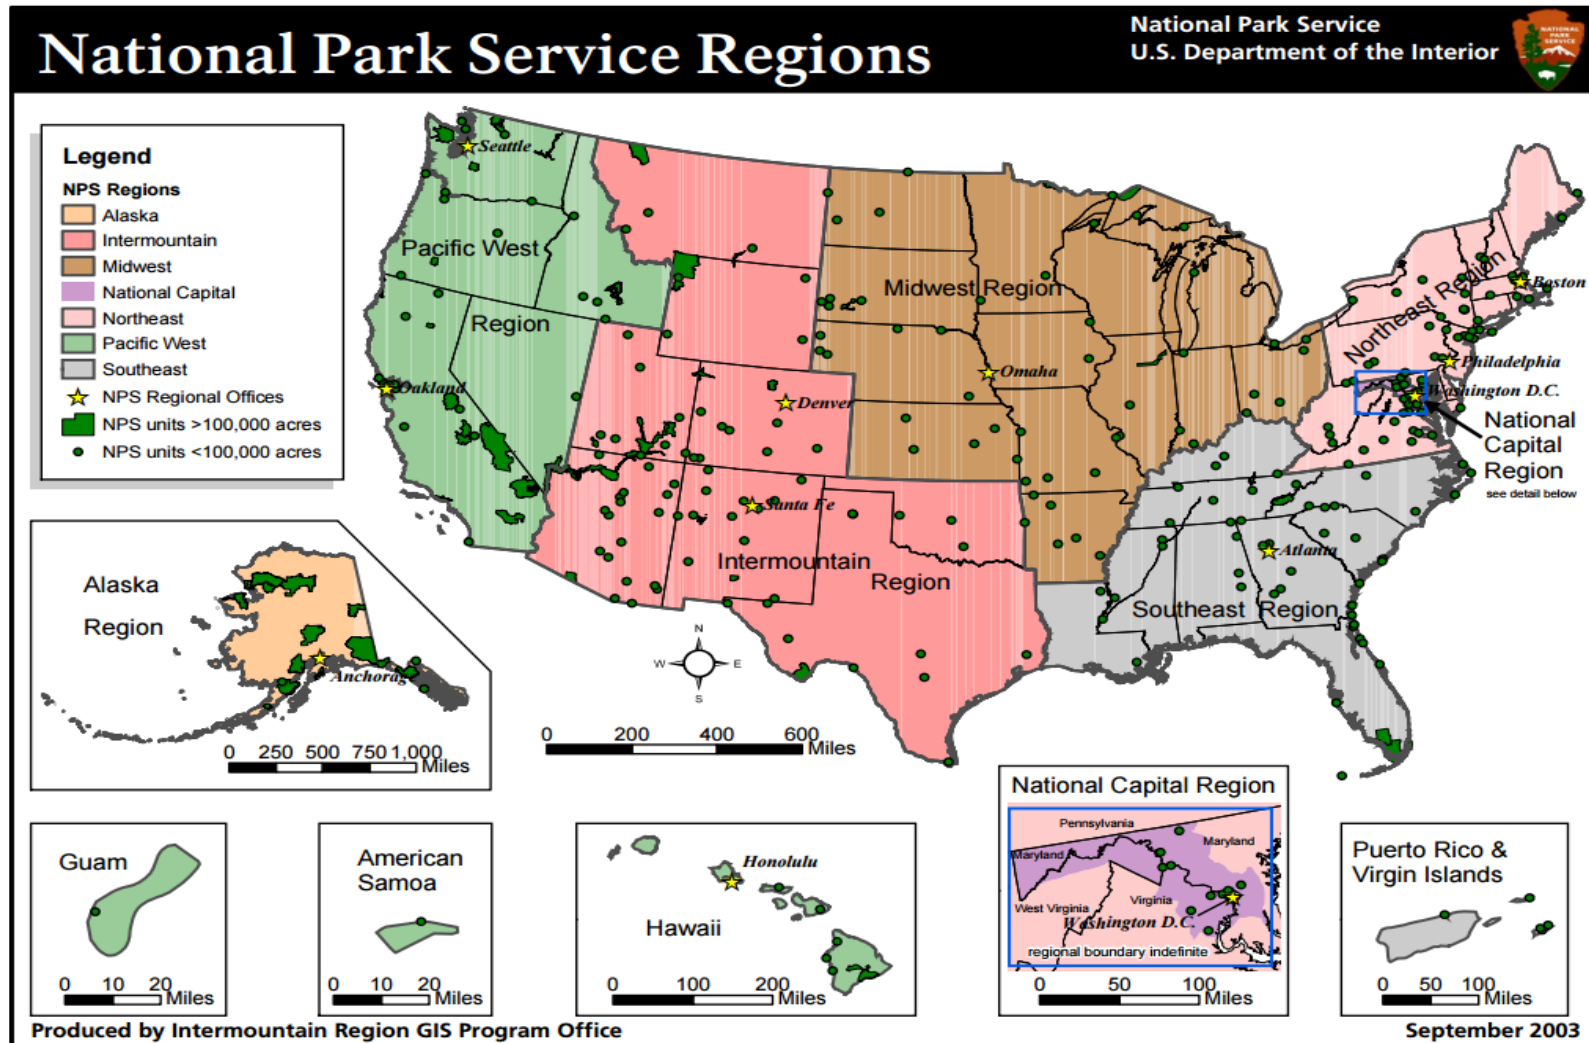 National Park Service Regions
National Park Service
U.S. Department of the Interior
NATIONAL
PARK
SERVICE
Legend
NPS Regions
Alaska
Intermountain
Midwest
National Capital
Northeast
Pacific West
Southeast
NPS Regional Offices
NPS units >100,000 acres
NPS units <100,000 acres
Seattle
Pacific West
Region
Oakland
Denver
Santa Fe
Intermountain
Region
Midwest Region
Omaha
Northeast Region
Boston
Philadelphia
Washington D.C.
National
Capital
Region
see detail below
Atlanta
Southeast Region
N
W
E
S
0 200 400 600 Miles
Alaska
Region
Anchorag
0 250 500 750 1,000
Miles
Guam
0 10 20
Miles
American
Samoa
0 10 20
Miles
Honolulu
Hawaii
0 100 200
Miles
National Capital Region
Pennsylvania
Maryland
Maryland
West Virginia
Virginia
Washington D.C.
regional boundary indefinite
0 50 100
Miles
Puerto Rico &
Virgin Islands
0 50 100
Miles
Produced by Intermountain Region GIS Program Office
September 2003